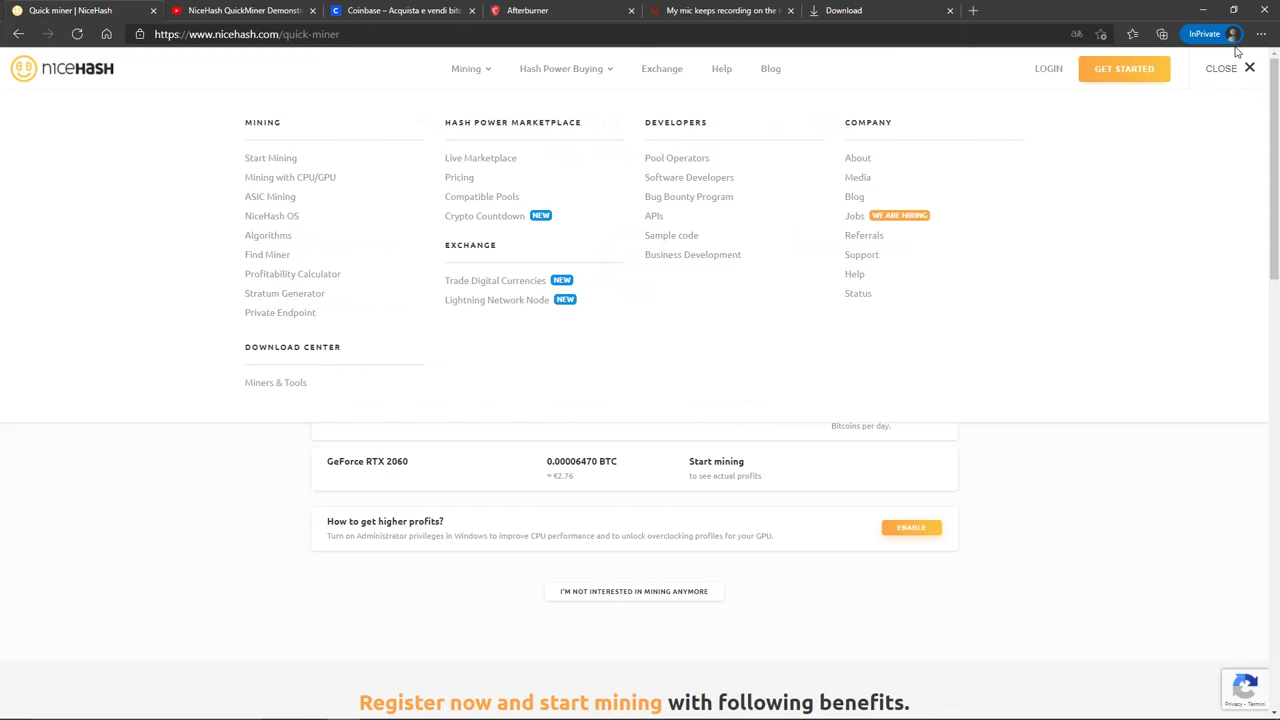 Quick miner | NiceHash
NiceHash QuickMiner Demonstra
Coinbase – Acquista e vendi bitco
Afterburner
My mic keeps recording on the l
Download
https://www.nicehash.com/quick-miner
InPrivate
NICEHASH
Mining
Hash Power Buying
Exchange
Help
Blog
LOGIN
GET STARTED
CLOSE
MINING
Start Mining
Mining with CPU/GPU
ASIC Mining
NiceHash OS
Algorithms
Find Miner
Profitability Calculator
Stratum Generator
Private Endpoint
DOWNLOAD CENTER
Miners & Tools
HASH POWER MARKETPLACE
Live Marketplace
Pricing
Compatible Pools
Crypto Countdown NEW
EXCHANGE
Trade Digital Currencies NEW
Lightning Network Node NEW
DEVELOPERS
Pool Operators
Software Developers
Bug Bounty Program
APIs
Sample code
Business Development
COMPANY
About
Media
Blog
Jobs WE ARE HIRING
Referrals
Support
Help
Status
Bitcoins per day.
GeForce RTX 2060
0.00006470 BTC
≈ €2.76
Start mining
to see actual profits
How to get higher profits?
Turn on Administrator privileges in Windows to improve CPU performance and to unlock overclocking profiles for your GPU.
ENABLE
I'M NOT INTERESTED IN MINING ANYMORE
Register now and start mining with following benefits.
Privacy - Termini